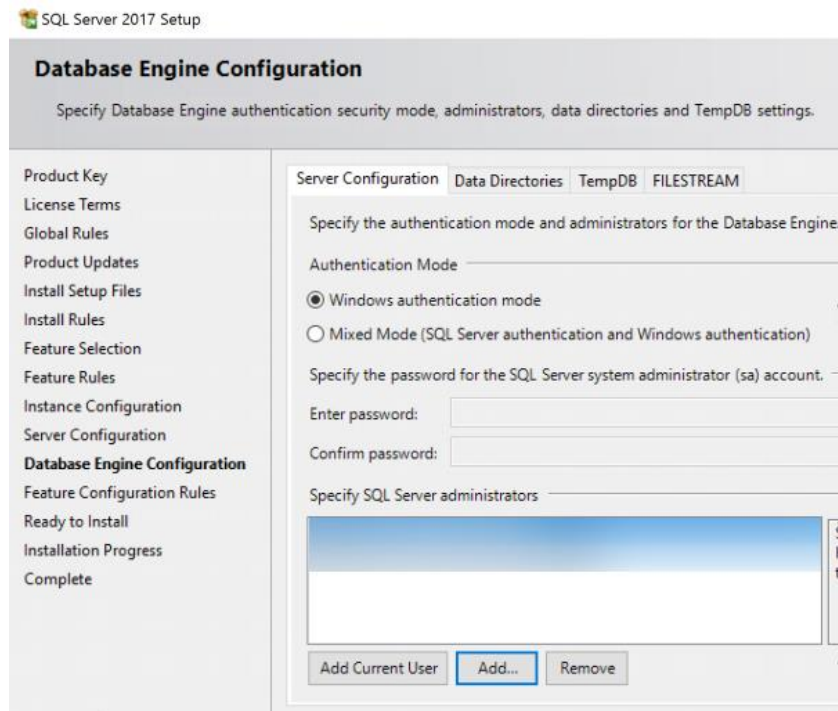 SQL Server 2017 Setup
Database Engine Configuration
Specify Database Engine authentication security mode, administrators, data directories and TempDB settings.
Product Key
License Terms
Global Rules
Product Updates
Install Setup Files
Install Rules
Feature Selection
Feature Rules
Instance Configuration
Server Configuration
Database Engine Configuration
Feature Configuration Rules
Ready to Install
Installation Progress
Complete
Server Configuration Data Directories TempDB FILESTREAM
Specify the authentication mode and administrators for the Database Engine.
Authentication Mode
Windows authentication mode
Mixed Mode (SQL Server authentication and Windows authentication)
Specify the password for the SQL Server system administrator (sa) account.
Enter password:
Confirm password:
Specify SQL Server administrators
Add Current User Add... Remove